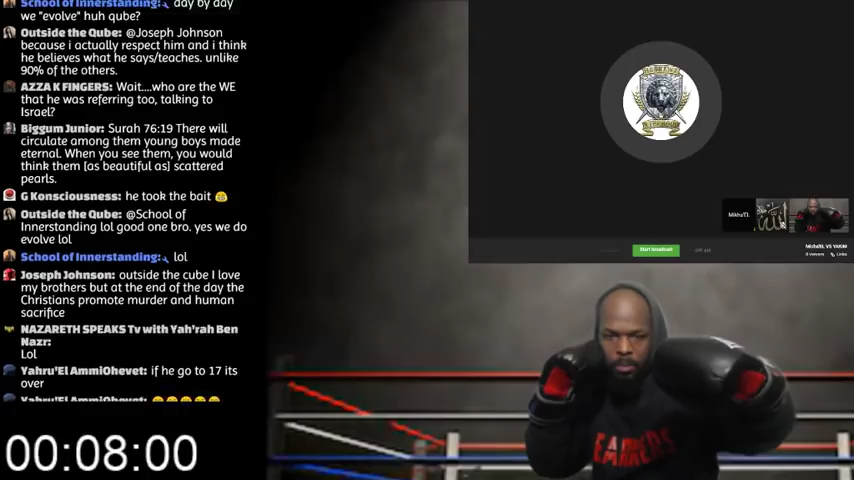 School of Innerstanding: day by day
we "evolve" huh qube?
Outside the Qube: @Joseph Johnson
because i actually respect him and i think
he believes what he says/teaches. unlike
90% of the others.
AZZA K FINGERS: Wait....who are the WE
that he was referring too, talking to
Israel?
Biggum Junior: Surah 76:19 There will
circulate among them young boys made
eternal. When you see them, you would
think them [as beautiful as] scattered
pearls.
G Konsciousness: he took the bait 😂
Outside the Qube: @School of
Innerstanding lol good one bro. yes we do
evolve lol
School of Innerstanding: lol
Joseph Johnson: outside the cube I love
my brothers but at the end of the day the
Christians promote murder and human
sacrifice
NAZARETH SPEAKS Tv with Yah'rah Ben
Nazr:
Lol
Yahru'El AmmiOhevet: if he go to 17 its
over
Yahru'El AmmiOhevet: 😂😂😂😂😂
00:08:00
Start broadcast